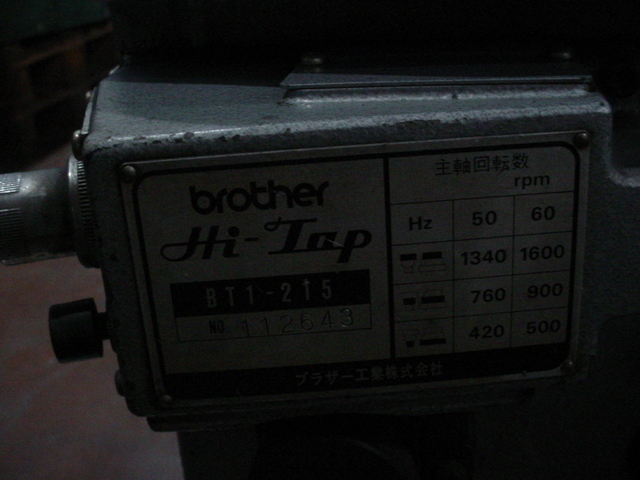 brother
Hi-Tap
BT1-215
NO. 112643
主軸回転数
rpm
Hz 50 60
1340 1600
760 900
420 500
ブラザー工業株式会社